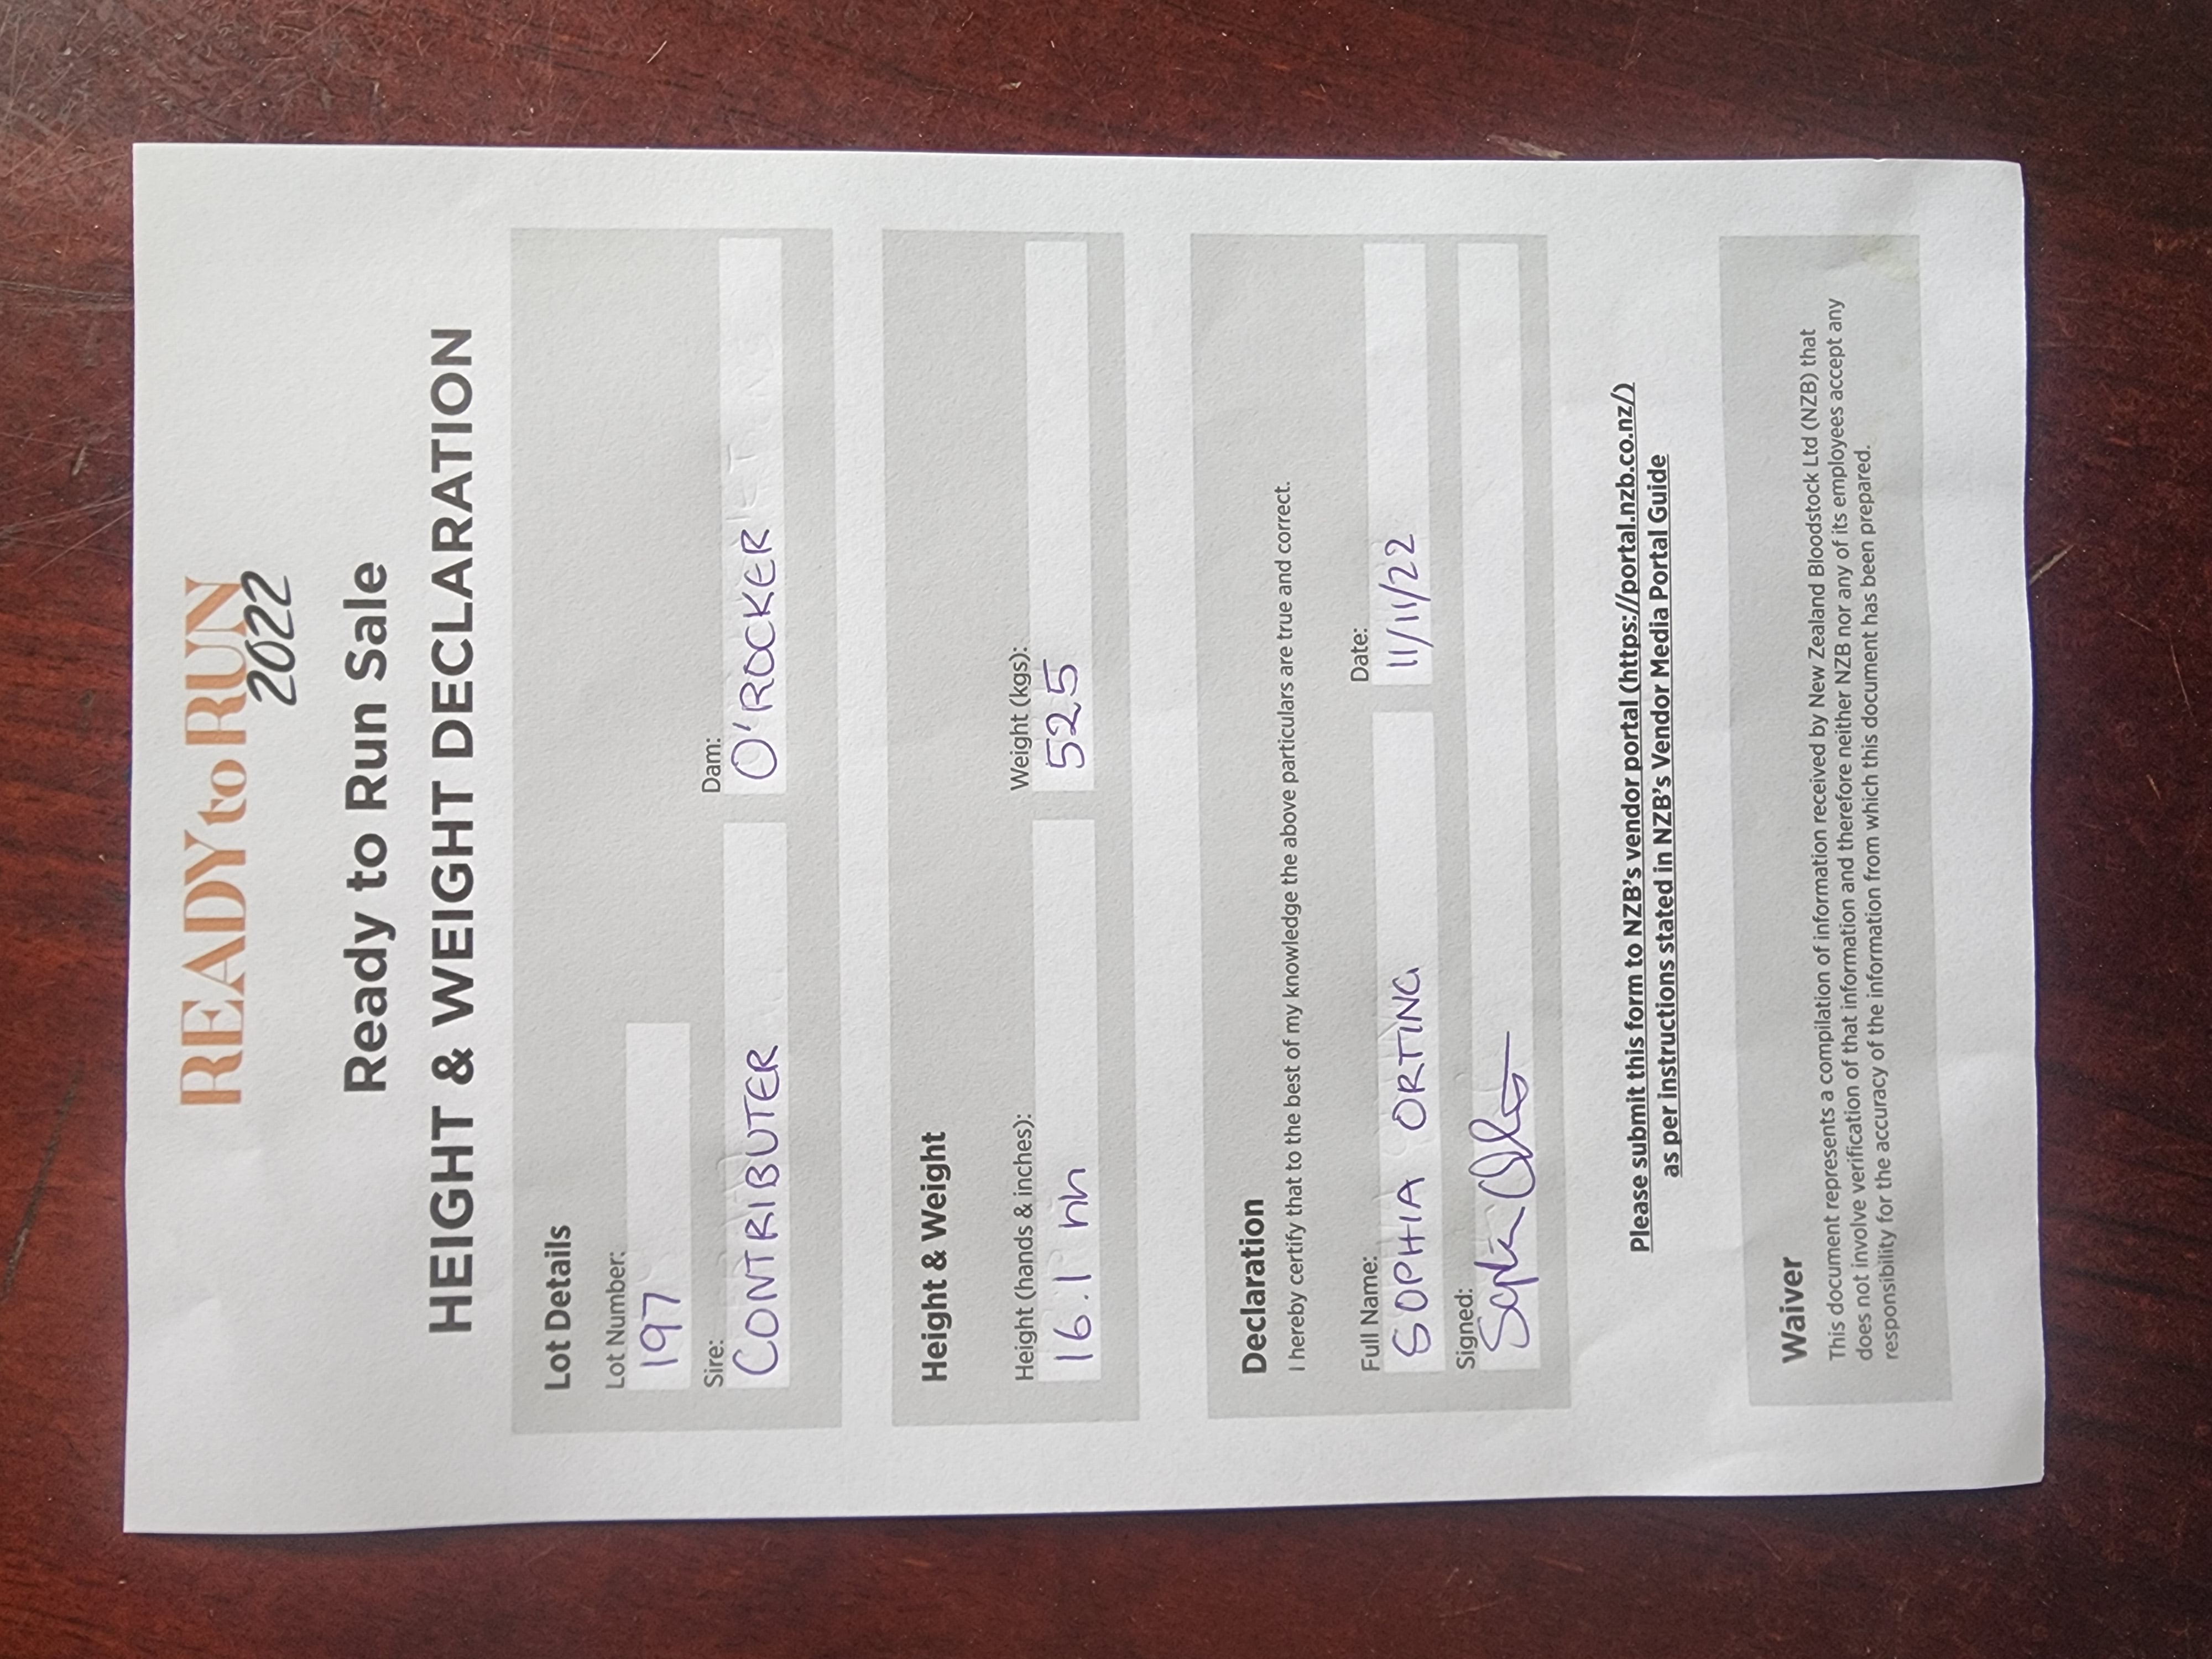 READY to RUN
2022
Ready to Run Sale
HEIGHT & WEIGHT DECLARATION
Lot Details
Lot Number:
197
Sire: Dam:
CONTRIBUTER O'ROCKER
Height & Weight
Height (hands & inches): Weight (kgs):
16.1 hh 525
Declaration
I hereby certify that to the best of my knowledge the above particulars are true and correct.
Full Name: Date:
SOPHIA ORTING 11/11/22
Signed:
Please submit this form to NZB's vendor portal (https://portal.nzb.co.nz/)
as per instructions stated in NZB's Vendor Media Portal Guide
Waiver
This document represents a compilation of information received by New Zealand Bloodstock Ltd (NZB) that
does not involve verification of that information and therefore neither NZB nor any of its employees accept any
responsibility for the accuracy of the information from which this document has been prepared.